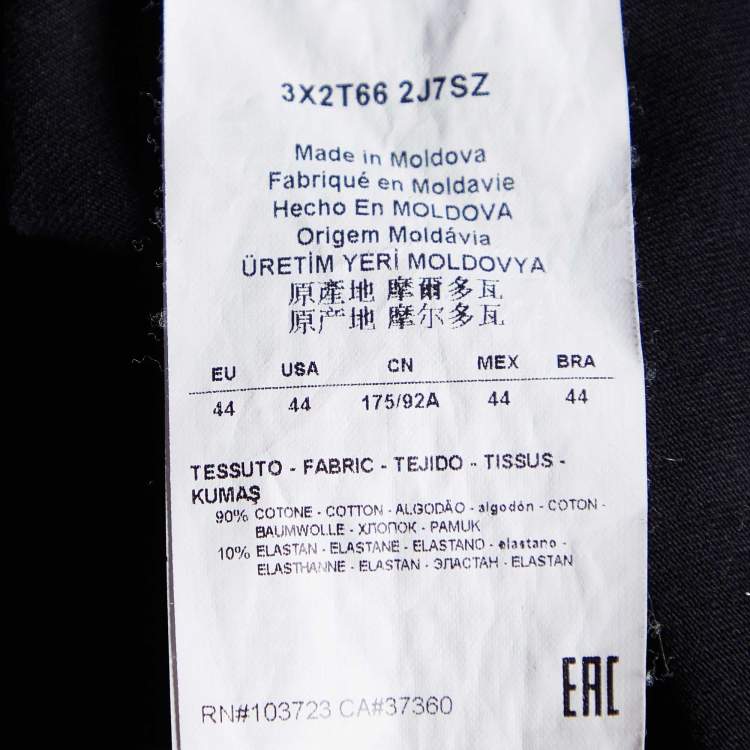 3X2T66 2J7SZ
Made in Moldova
Fabriqué en Moldavie
Hecho En MOLDOVA
Origem Moldávia
ÜRETİM YERİ MOLDOVYA
原產地 摩爾多瓦
原产地 摩尔多瓦
EU USA CN MEX BRA
44 44 175/92A 44 44
TESSUTO - FABRIC - TEJIDO - TISSUS -
KUMAŞ
90% COTONE - COTTON - ALGODÃO - algodón - COTON -
BAUMWOLLE - ХЛОПОК - PAMUK
10% ELASTAN - ELASTANE - ELASTANO - elastano -
ELASTHANNE - ELASTAN - ЭЛАСТАН - ELASTAN
RN#103723 CA#37360
EAC